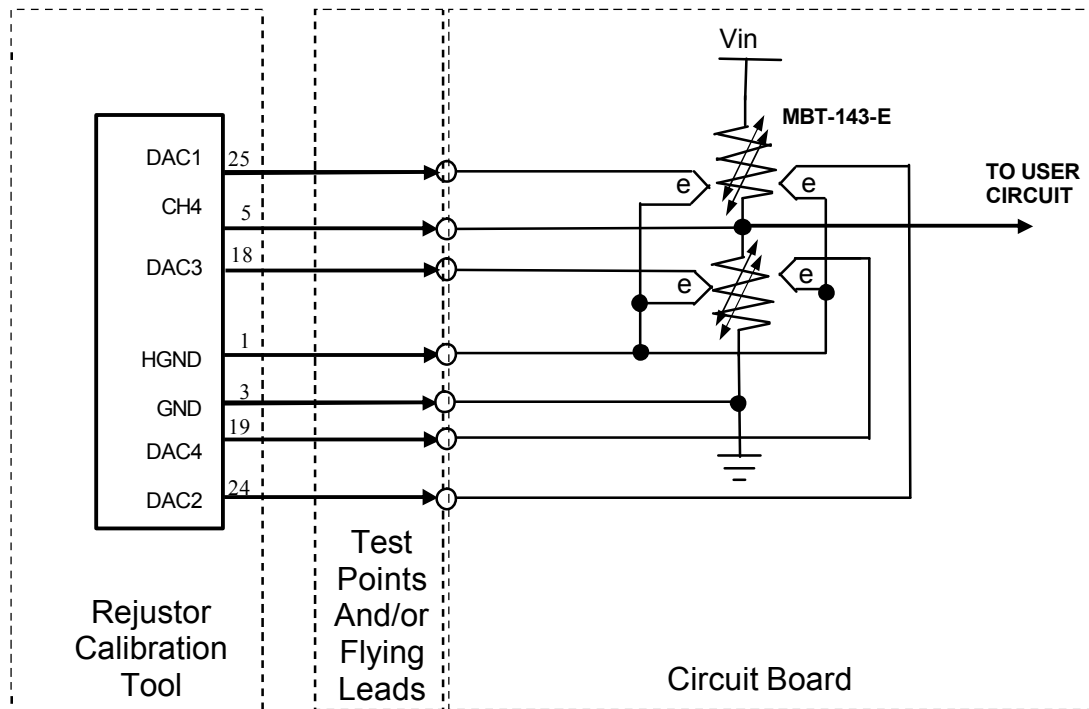 Vin
MBT-143-E
DAC1
25
CH4
5
DAC3
18
HGND
1
GND
3
DAC4
19
DAC2
24
e
e
e
e
TO USER
CIRCUIT
Rejustor
Calibration
Tool
Test
Points
And/or
Flying
Leads
Circuit Board